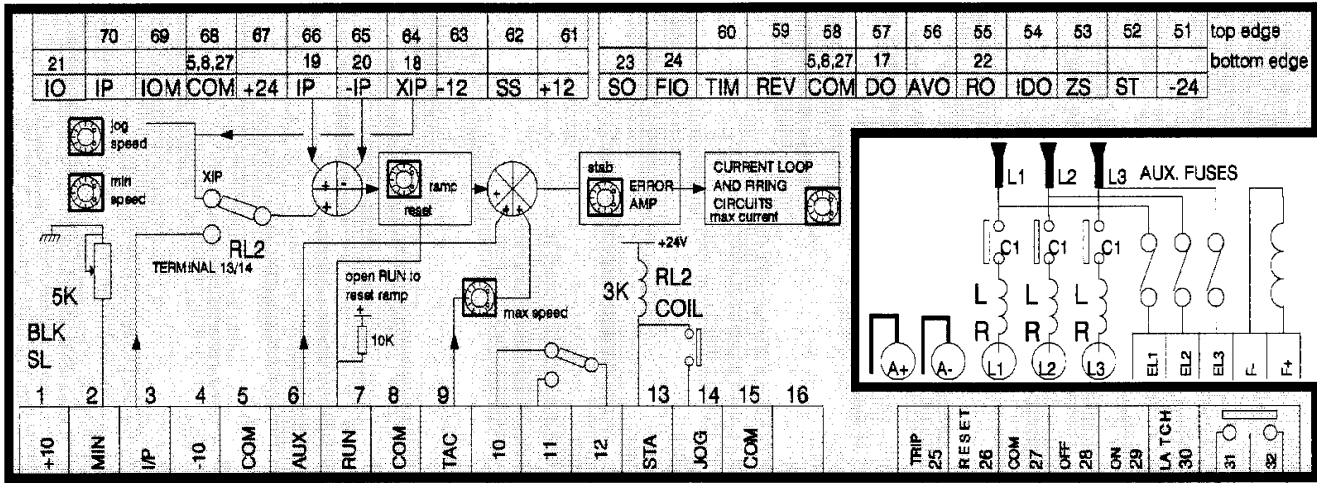 70 69 68 67 66 65 64 63 62 61 60 59 58 57 56 55 54 53 52 51 top edge
21 5,8,27 19 20 18 23 24 5,8,27 17 22 bottom edge
IO IP IOM COM +24 IP -IP XIP -12 SS +12 SO FIO TIM REV COM DO AVO RO IDO ZS ST -24
jog
speed
min
speed
XIP
RL2
TERMINAL 13/14
5K
BLK
SL
+ - +
ramp
reset
+ + +
stab
ERROR
AMP
CURRENT LOOP
AND FIRING
CIRCUITS
max current
open RUN to
reset ramp
+
10K
max speed
+24V
3K
RL2
COIL
L1 L2 L3 AUX. FUSES
C1 C1 C1
L L L
R R R
A+ A- L1 L2 L3 EL1 EL2 EL3 F- F+
1 2 3 4 5 6 7 8 9 13 14 15 16
+10 MIN I/P -10 COM AUX RUN COM TAC 10 11 12 STA JOG COM
TRIP 25
RESET 26
COM 27
OFF 28
ON 29
LATCH 30
31
32